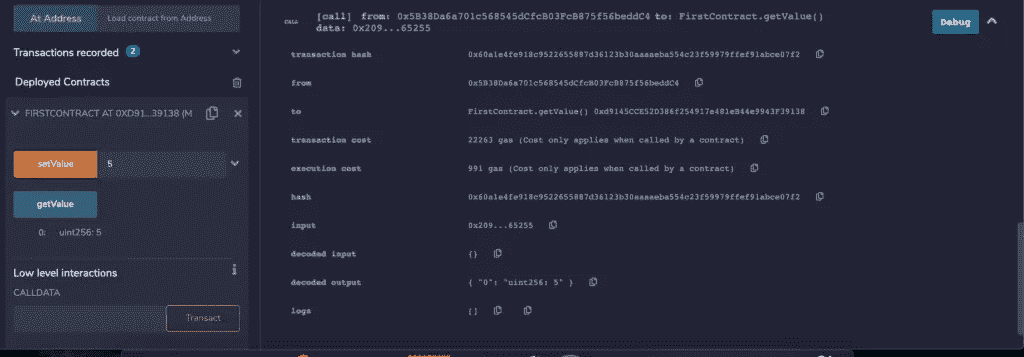 At Address
Load contract from Address
Transactions recorded 2
Deployed Contracts
FIRSTCONTRACT AT 0XD91...39138 (M
setValue
5
getValue
0: uint256: 5
Low level interactions
CALLDATA
Transact
CALL
[call] from: 0x5B38Da6a701c568545dCfcB03FcB875f56beddC4 to: FirstContract.getValue()
data: 0x209...65255
Debug
transaction hash 0x60a1e4fe918c9522655887d36123b30aaaaeba554c23f59979ffef91abce07f2
from 0x5B38Da6a701c568545dCfcB03FcB875f56beddC4
to FirstContract.getValue() 0xd9145CCE52D386f254917e481eB44e9943F39138
transaction cost 22263 gas (Cost only applies when called by a contract)
execution cost 991 gas (Cost only applies when called by a contract)
hash 0x60a1e4fe918c9522655887d36123b30aaaaeba554c23f59979ffef91abce07f2
input 0x209...65255
decoded input {}
decoded output { "0": "uint256: 5" }
logs []